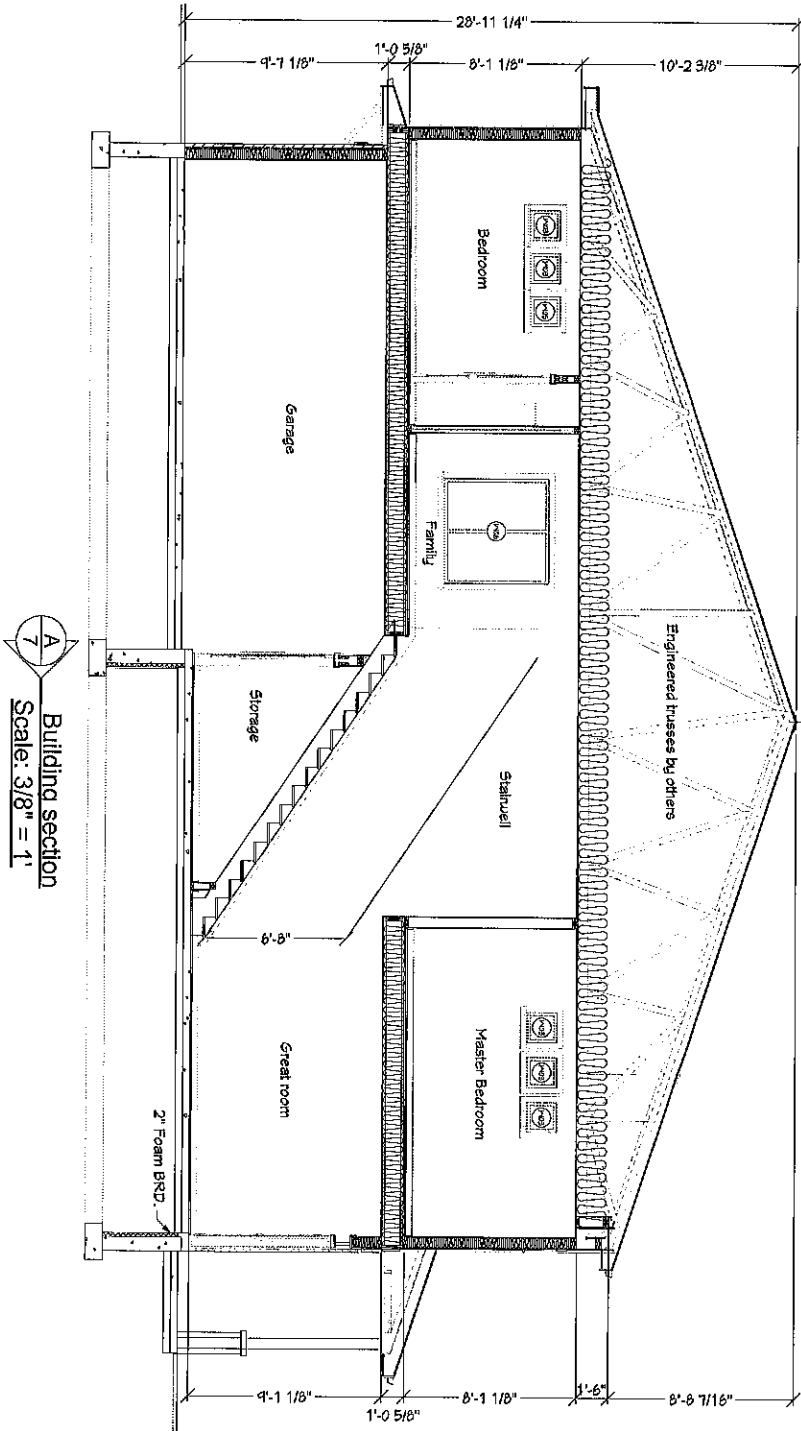 28'-11 1/4"
9'-7 1/8"
1'-0 5/8"
8'-1 1/8"
10'-2 3/8"
Bedroom
Garage
Family
Engineered trusses by others
Storage
Stairwell
6'-8"
Master Bedroom
Great room
2" Foam BRD.
9'-1 1/8"
1'-0 5/8"
8'-1 1/8"
1'-6"
8'-8 7/16"
A
7
Building section
Scale: 3/8" = 1'